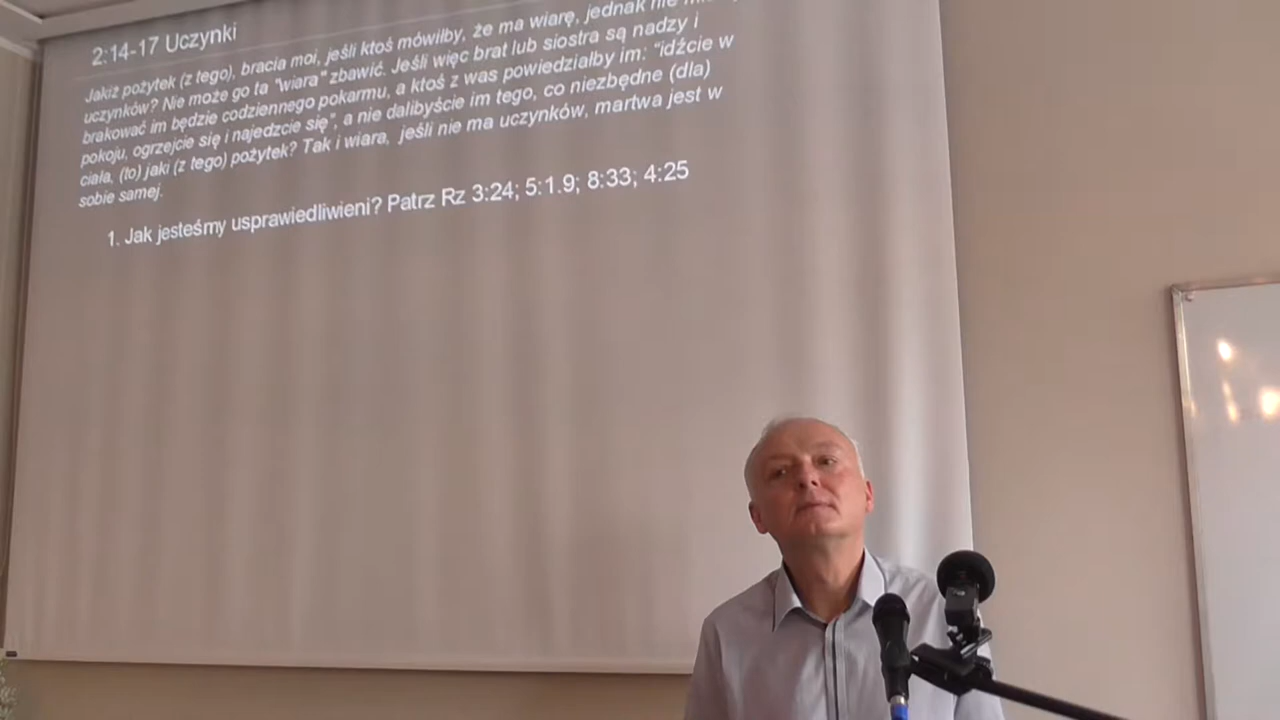 2:14-17 Uczynki
Jakiż pożytek (z tego), bracia moi, jeśli ktoś mówiłby, że ma wiarę, jednak nie
uczynków? Nie może go ta "wiara" zbawić. Jeśli więc brat lub siostra są nadzy i
brakować im będzie codziennego pokarmu, a ktoś z was powiedziałby im: "idźcie w
pokoju, ogrzejcie się i najedzcie się", a nie dalibyście im tego, co niezbędne (dla)
ciała, (to) jaki (z tego) pożytek? Tak i wiara, jeśli nie ma uczynków, martwa jest w
sobie samej.
1. Jak jesteśmy usprawiedliwieni? Patrz Rz 3:24; 5:1.9; 8:33; 4:25